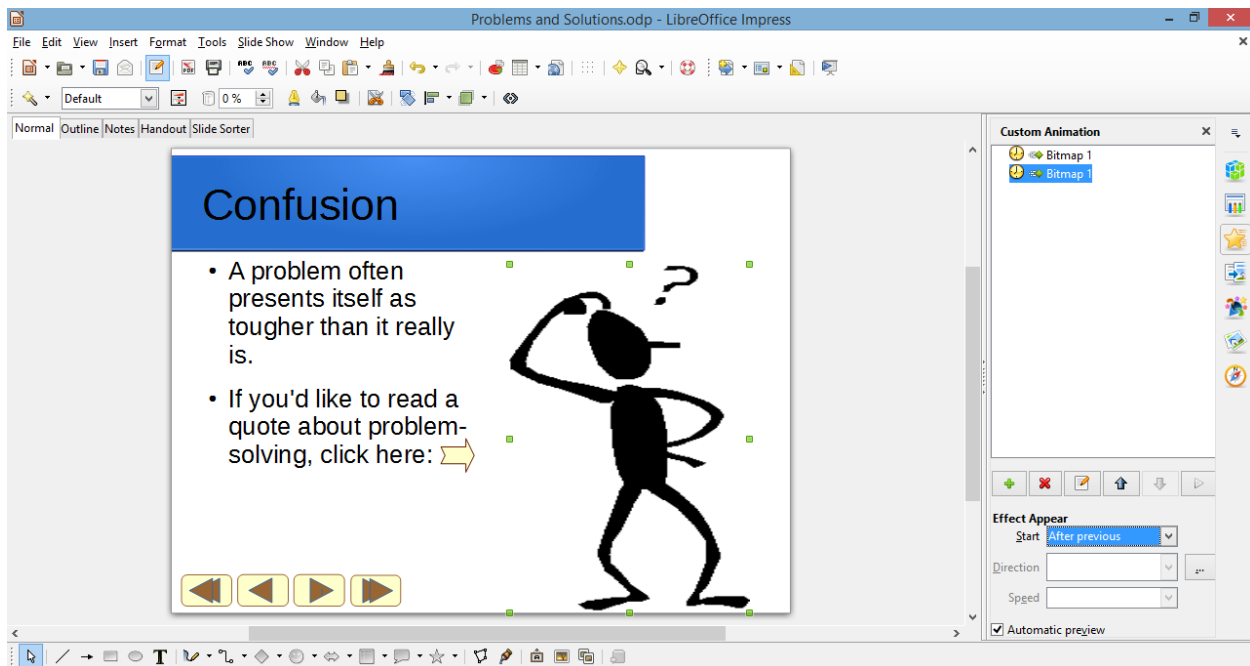 Problems and Solutions.odp - LibreOffice Impress
File Edit View Insert Format Tools Slide Show Window Help
Default 0 %
Normal Outline Notes Handout Slide Sorter
Confusion
• A problem often
presents itself as
tougher than it really
is.
• If you'd like to read a
quote about problem-
solving, click here:
?
Custom Animation
Bitmap 1
Bitmap 1
Effect Appear
Start After previous
Direction
Speed
Automatic preview